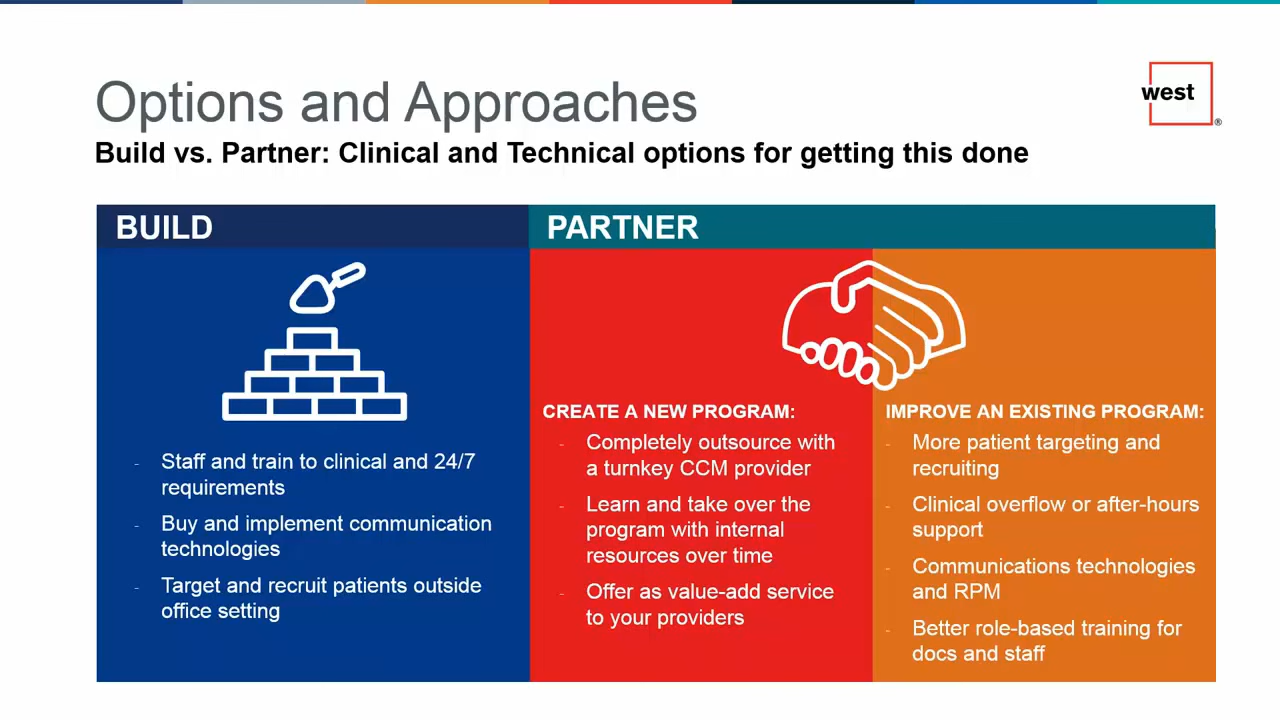 Options and Approaches
west
®
Build vs. Partner: Clinical and Technical options for getting this done
BUILD
PARTNER
- Staff and train to clinical and 24/7
requirements
- Buy and implement communication
technologies
- Target and recruit patients outside
office setting
CREATE A NEW PROGRAM:
- Completely outsource with
a turnkey CCM provider
- Learn and take over the
program with internal
resources over time
- Offer as value-add service
to your providers
IMPROVE AN EXISTING PROGRAM:
- More patient targeting and
recruiting
- Clinical overflow or after-hours
support
- Communications technologies
and RPM
- Better role-based training for
docs and staff